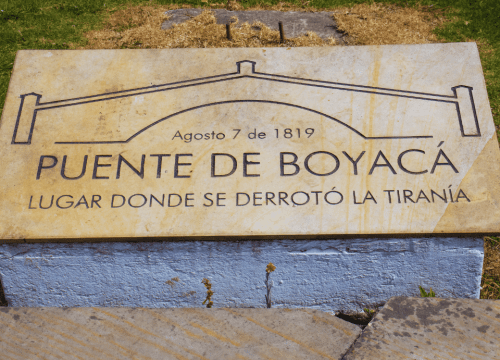 Agosto 7 de 1819
PUENTE DE BOYACÁ
LUGAR DONDE SE DERROTÓ LA TIRANÍA